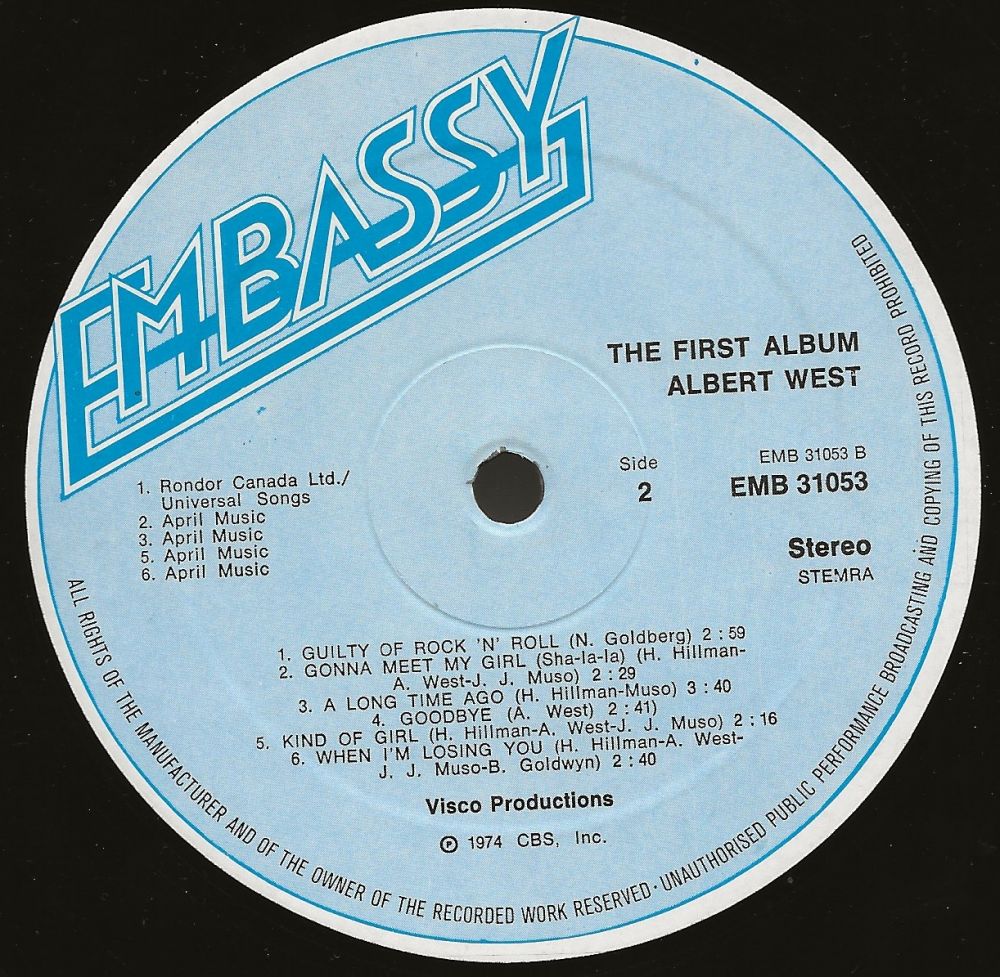 EMBASSY
THE FIRST ALBUM
ALBERT WEST
Side
2
EMB 31053 B
EMB 31053
Stereo
STEMRA
1. Rondor Canada Ltd./
Universal Songs
2. April Music
3. April Music
5. April Music
6. April Music
1. GUILTY OF ROCK 'N' ROLL (N. Goldberg) 2 : 59
2. GONNA MEET MY GIRL (Sha-la-la) (H. Hillman-
A. West-J. J. Muso) 2 : 29
3. A LONG TIME AGO (H. Hillman-Muso) 3 : 40
4. GOODBYE (A. West) 2 : 41)
5. KIND OF GIRL (H. Hillman-A. West-J. J. Muso) 2 : 16
6. WHEN I'M LOSING YOU (H. Hillman-A. West-
J. J. Muso-B. Goldwyn) 2 : 40
Visco Productions
℗ 1974 CBS, Inc.
ALL RIGHTS OF THE MANUFACTURER AND OF THE OWNER OF THE RECORDED WORK RESERVED · UNAUTHORISED PUBLIC PERFORMANCE BROADCASTING AND COPYING OF THIS RECORD PROHIBITED